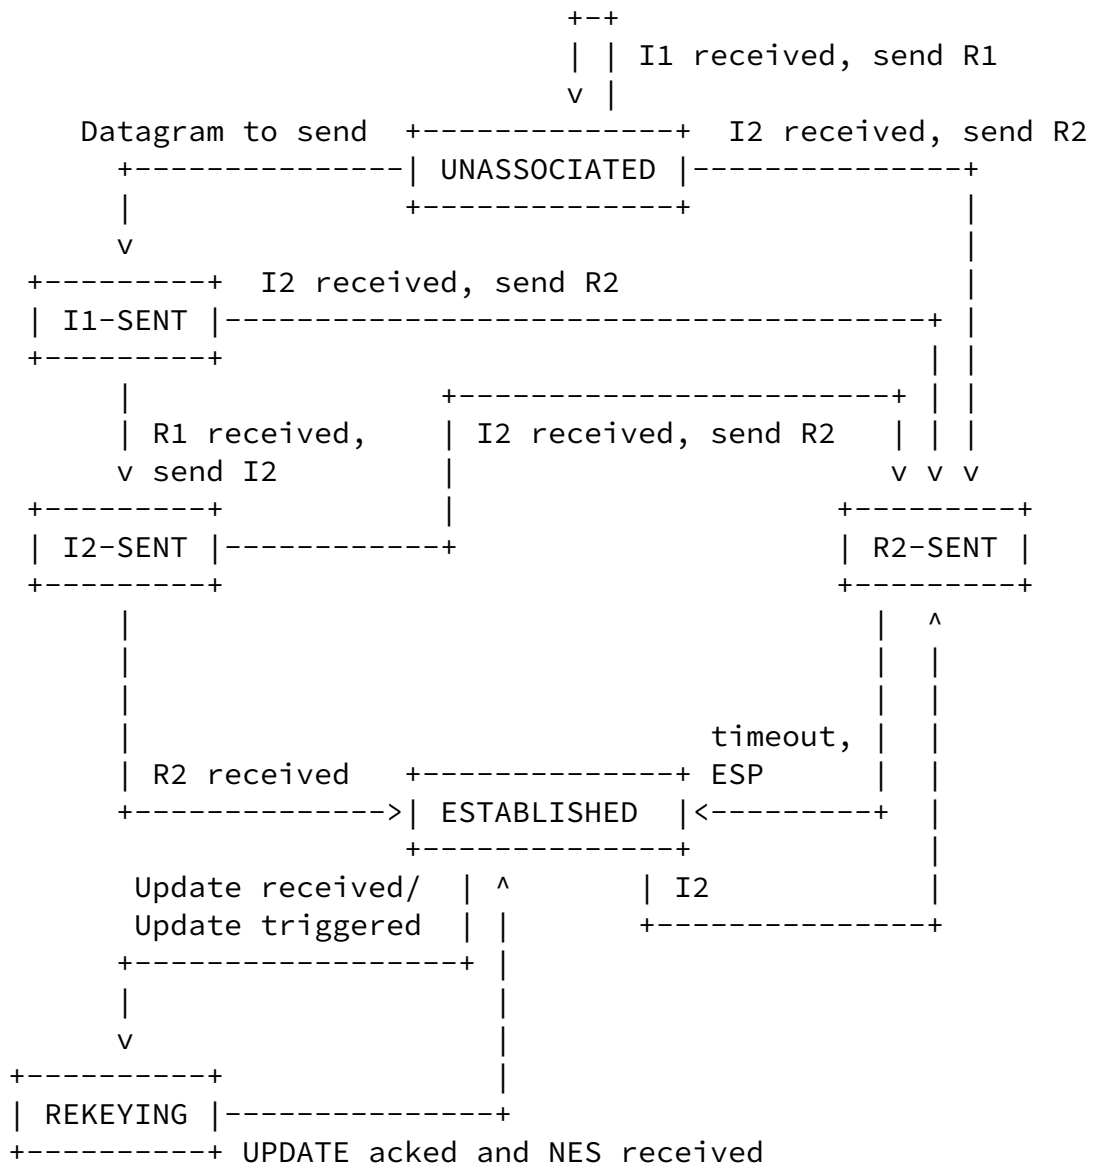 I1 received, send R1
Datagram to send I2 received, send R2
UNASSOCIATED
I2 received, send R2
I1-SENT
R1 received, I2 received, send R2
send I2
I2-SENT R2-SENT
timeout,
R2 received ESP
ESTABLISHED
Update received/ I2
Update triggered
REKEYING
UPDATE acked and NES received